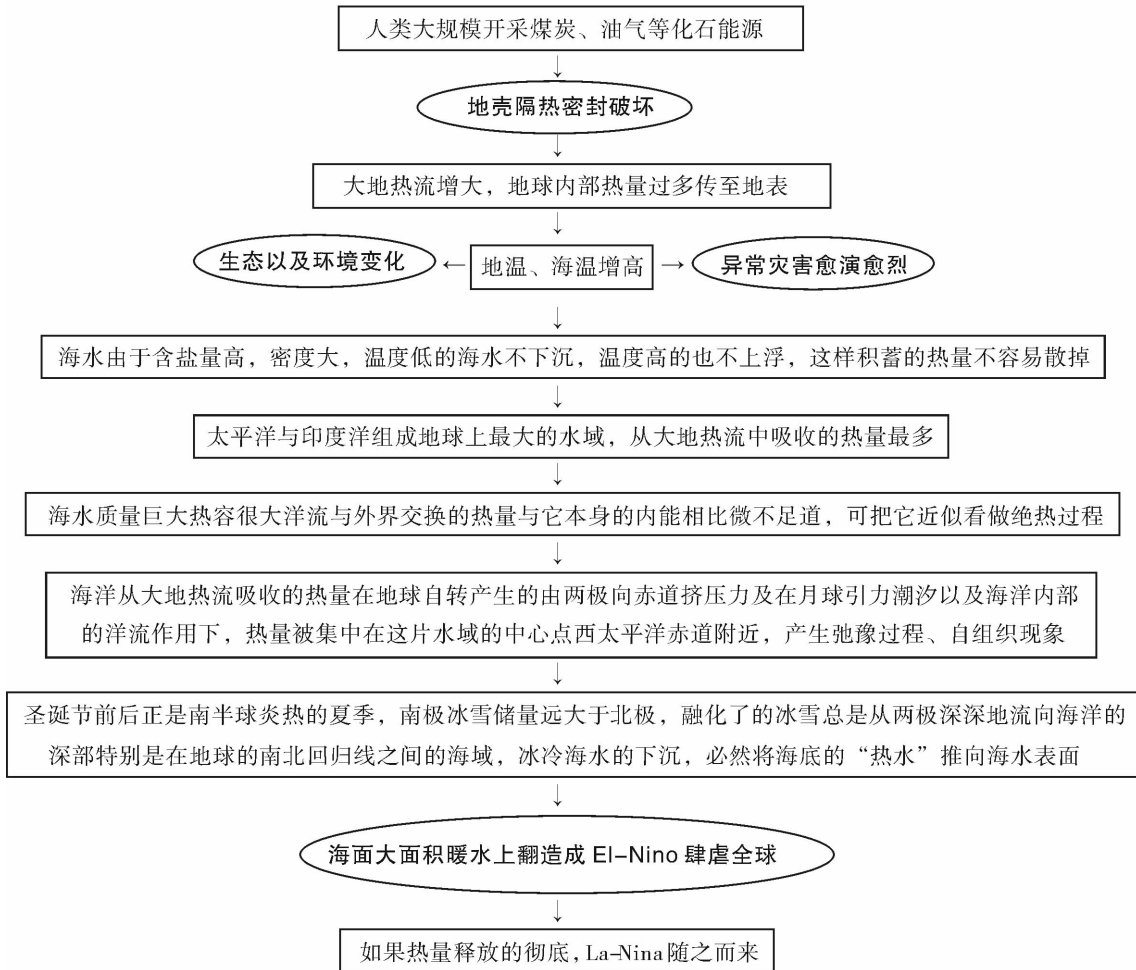 人类大规模开采煤炭、油气等化石能源
↓
地壳隔热密封破坏
↓
大地热流增大，地球内部热量过多传至地表
↓
生态以及环境变化 ← 地温、海温增高 → 异常灾害愈演愈烈
↓
海水由于含盐量高，密度大，温度低的海水不下沉，温度高的也不上浮，这样积蓄的热量不容易散掉
↓
太平洋与印度洋组成地球上最大的水域，从大地热流中吸收的热量最多
↓
海水质量巨大热容很大洋流与外界交换的热量与它本身的内能相比微不足道，可把它近似看做绝热过程
↓
海洋从大地热流吸收的热量在地球自转产生的由两极向赤道挤压力及在月球引力潮汐以及海洋内部
的洋流作用下，热量被集中在这片水域的中心点西太平洋赤道附近，产生弛豫过程、自组织现象
↓
圣诞节前后正是南半球炎热的夏季，南极冰雪储量远大于北极，融化了的冰雪总是从两极深深地流向海洋的
深部特别是在地球的南北回归线之间的海域，冰冷海水的下沉，必然将海底的“热水”推向海水表面
↓
海面大面积暖水上翻造成 El-Nino 肆虐全球
↓
如果热量释放的彻底，La-Nina 随之而来